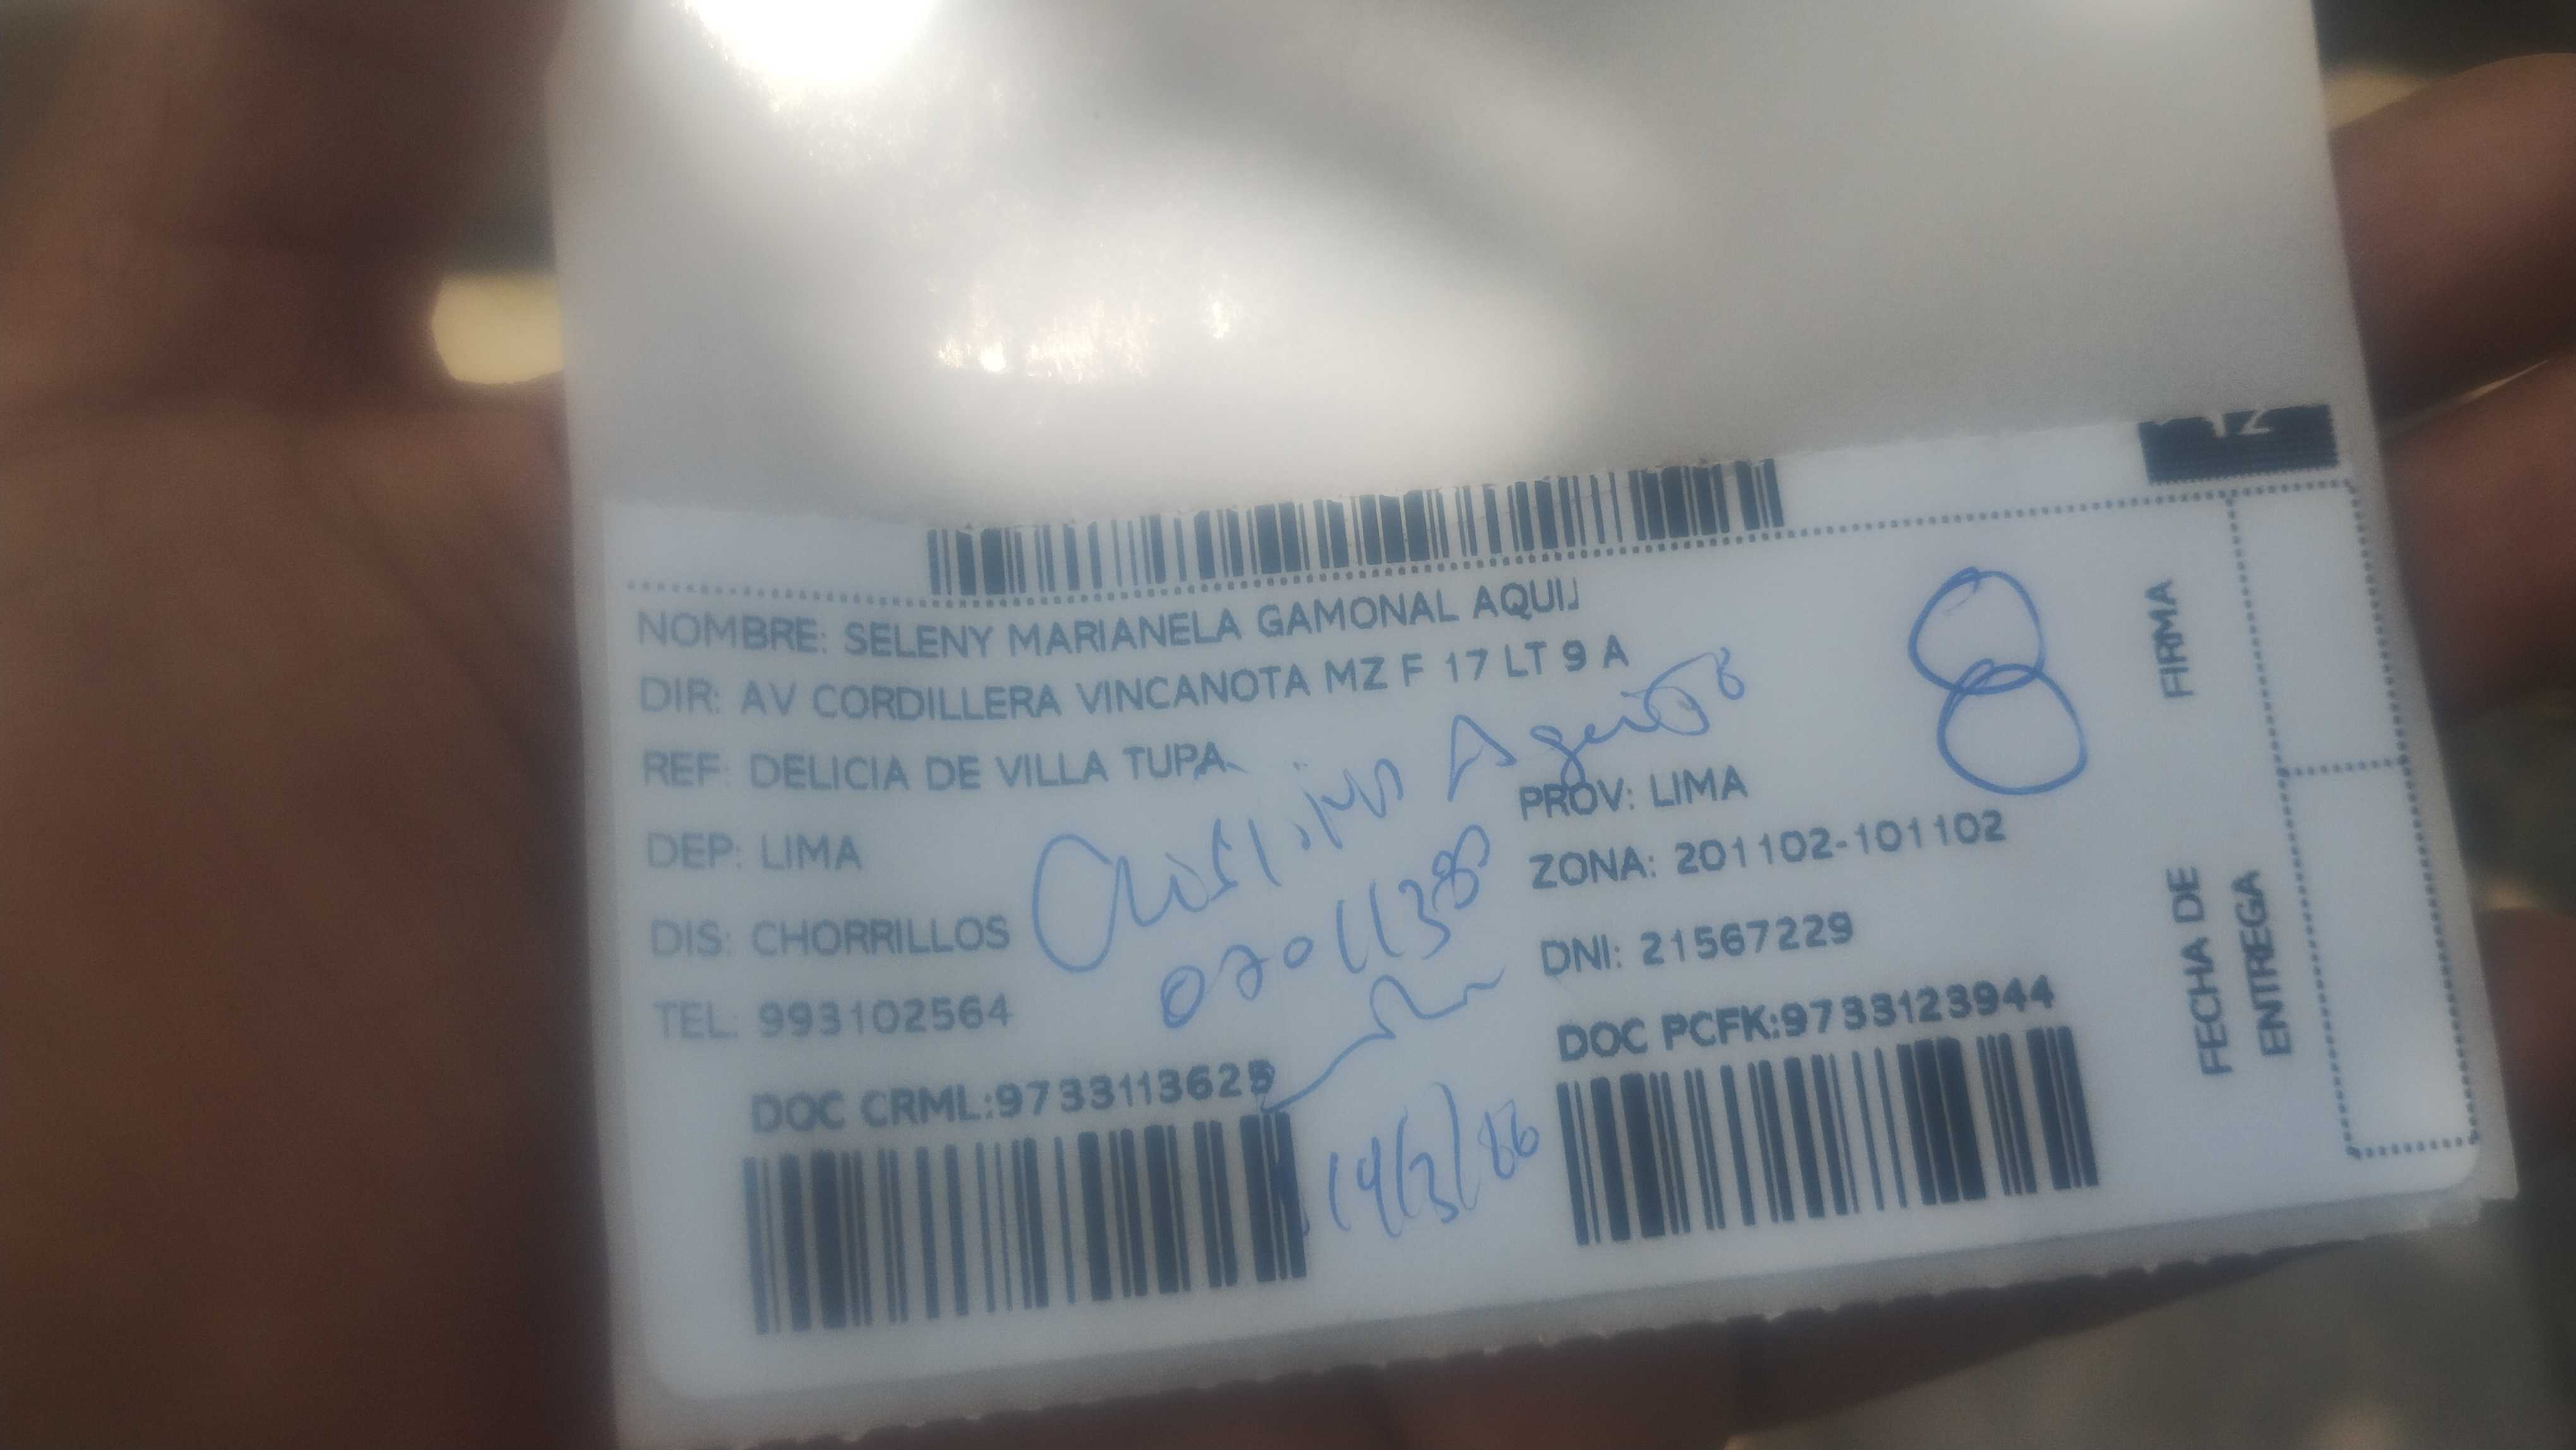 NOMBRE: SELENY MARIANELA GAMONAL AQUIJ
DIR: AV CORDILLERA VINCANOTA MZ F 17 LT 9 A
REF: DELICIA DE VILLA TUPA
DEP: LIMA
PROV: LIMA
ZONA: 201102-101102
DIS: CHORRILLOS
DNI: 21567229
TEL: 993102564
DOC CRML:973311362
DOC PCFK:9733123944
8
FIRMA
FECHA DE
ENTREGA